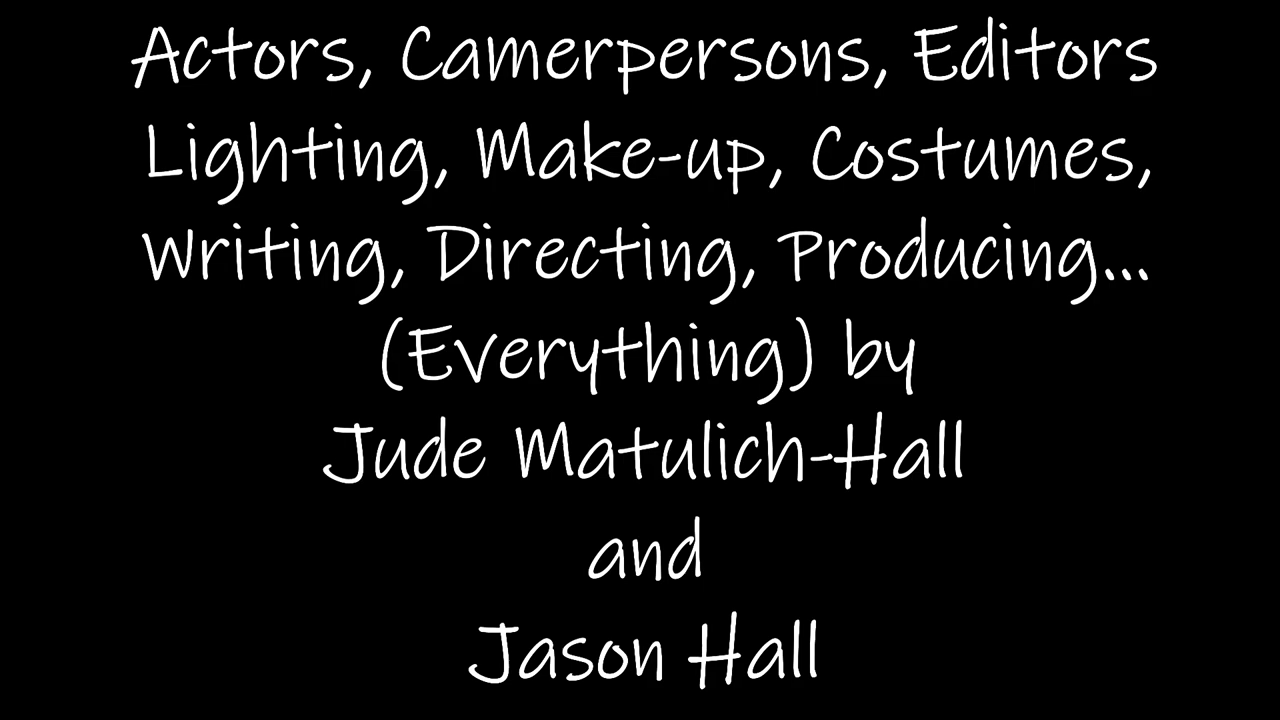 Actors, Camerpersons, Editors
Lighting, Make-up, Costumes,
Writing, Directing, Producing...
(Everything) by
Jude Matulich-Hall
and
Jason Hall